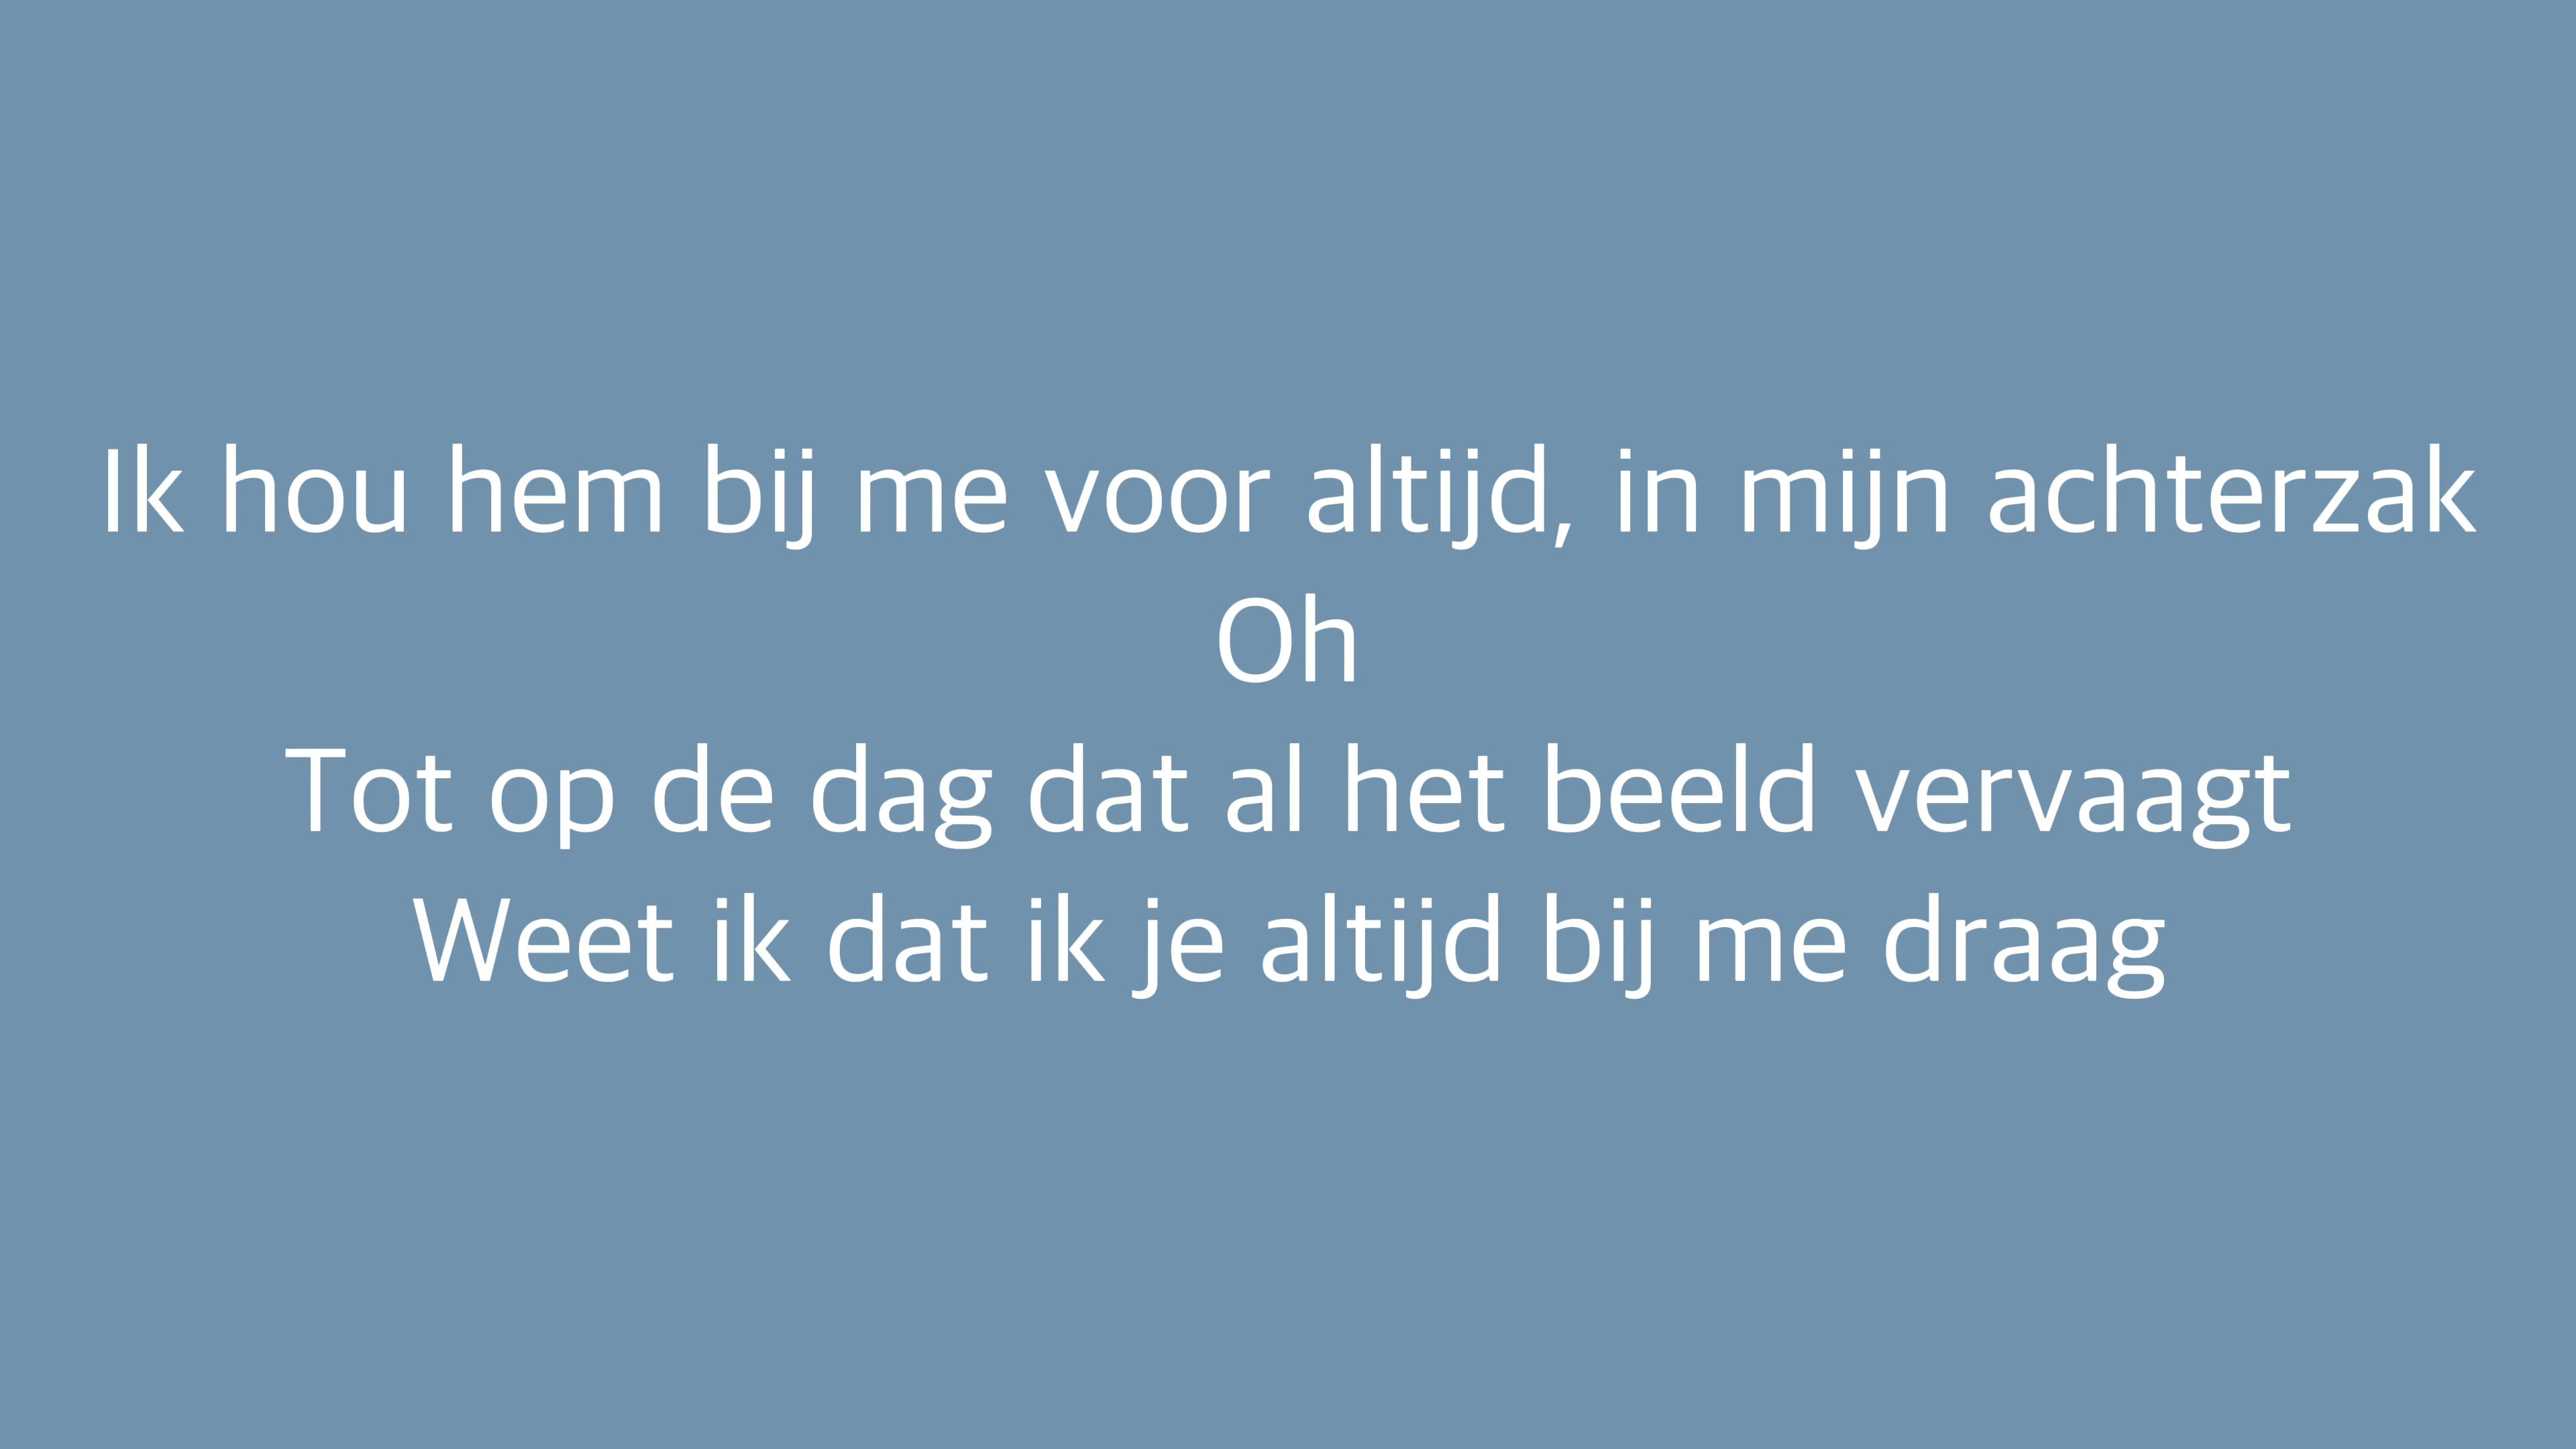 Ik hou hem bij me voor altijd, in mijn achterzak
Oh
Tot op de dag dat al het beeld vervaagt
Weet ik dat ik je altijd bij me draag